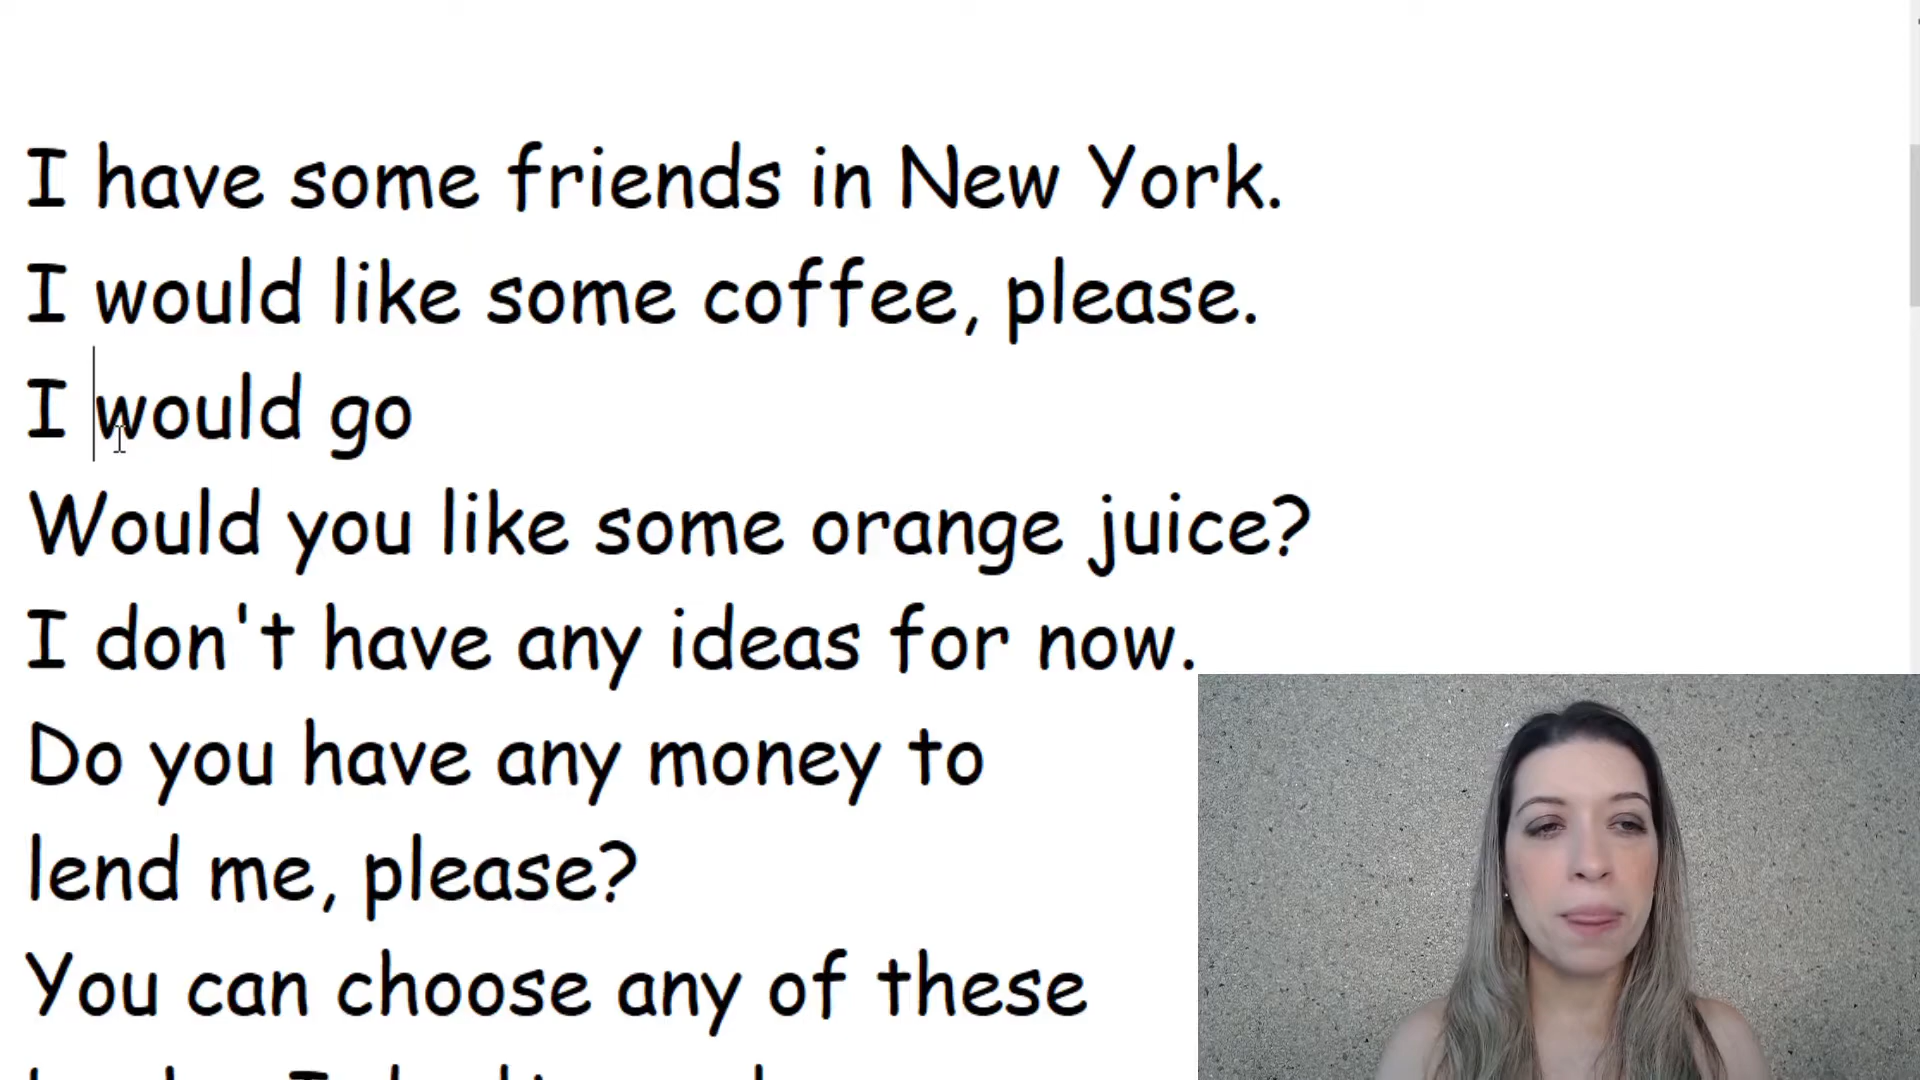 I have some friends in New York.
I would like some coffee, please.
I would go
Would you like some orange juice?
I don't have any ideas for now.
Do you have any money to
lend me, please?
You can choose any of these